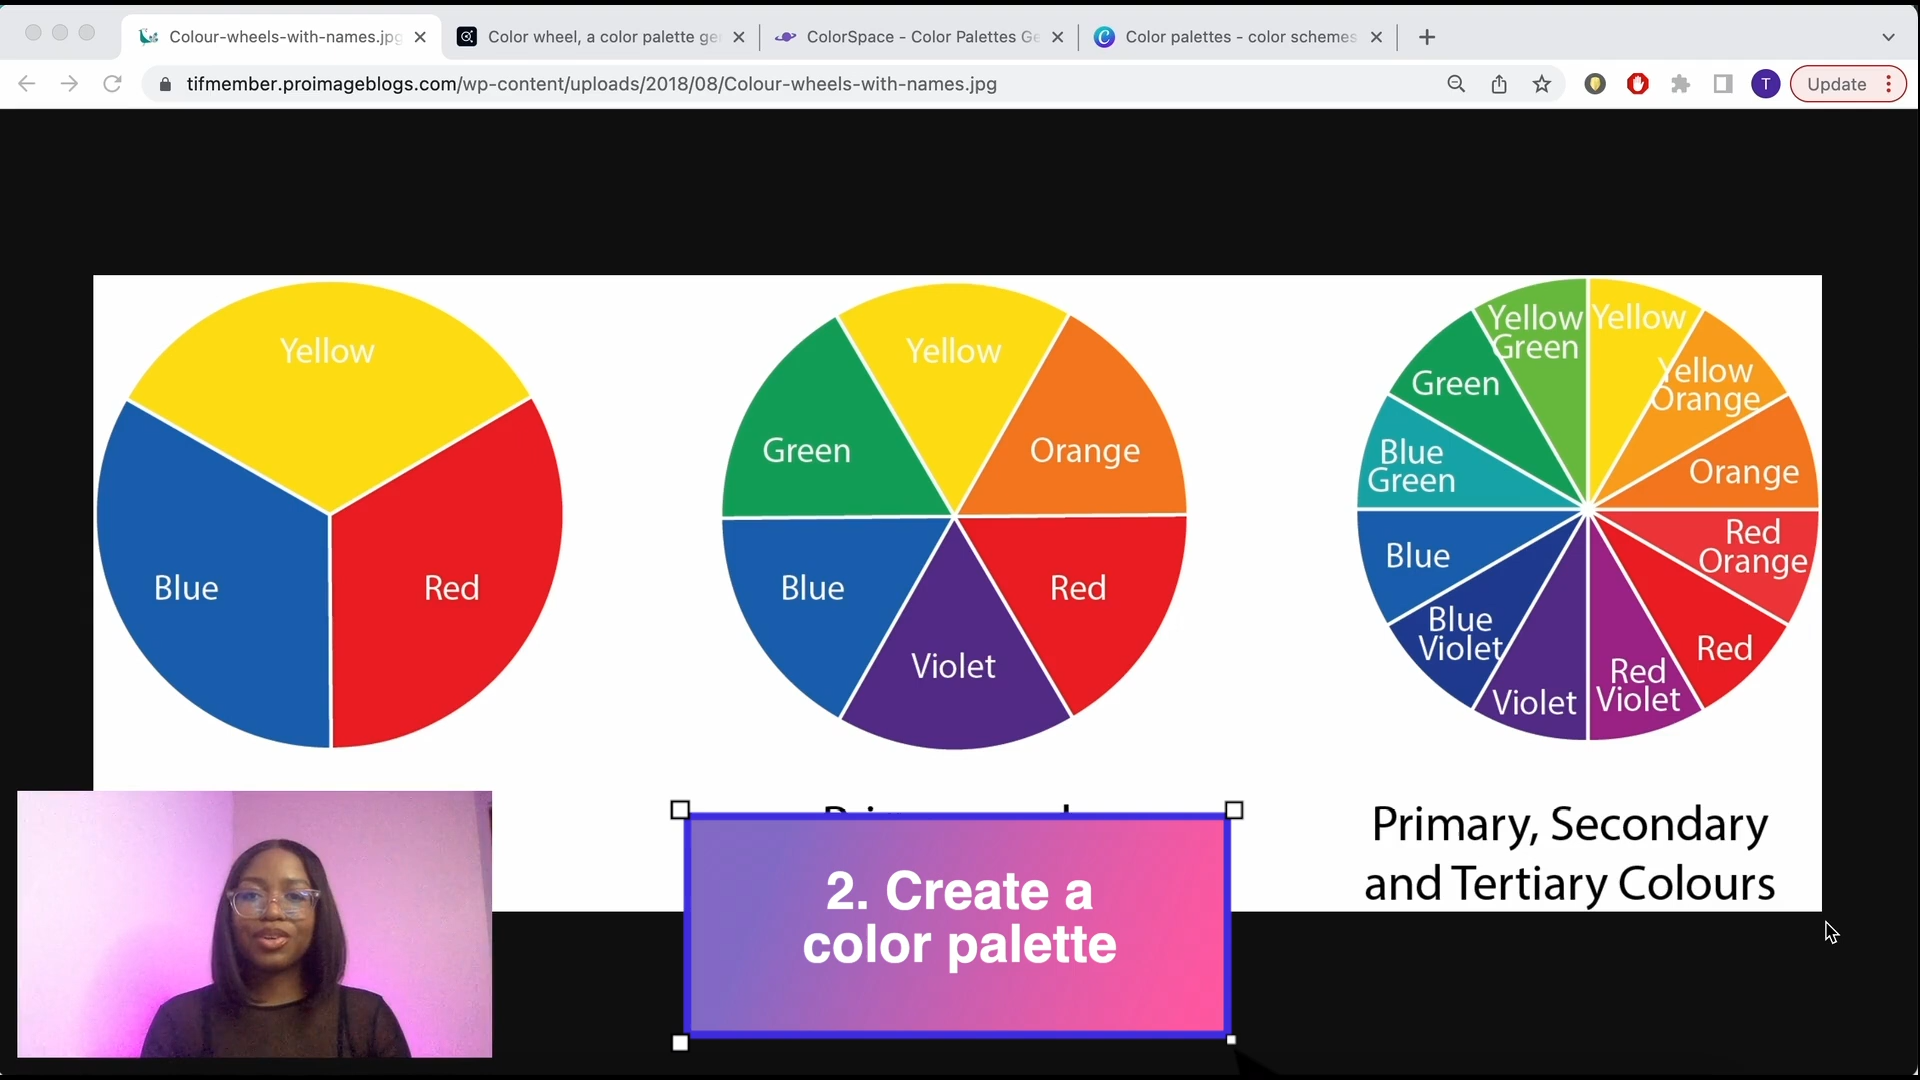 Colour-wheels-with-names.jpg
Color wheel, a color palette ge
ColorSpace - Color Palettes Ge
Color palettes - color schemes
tifmember.proimageblogs.com/wp-content/uploads/2018/08/Colour-wheels-with-names.jpg
T
Update
Yellow
Blue
Red
Yellow
Green
Orange
Blue
Red
Violet
Yellow
Green
Yellow
Yellow
Orange
Green
Blue
Green
Orange
Blue
Red
Orange
Blue
Violet
Red
Violet
Red
Violet
Primary, Secondary
and Tertiary Colours
2. Create a
color palette